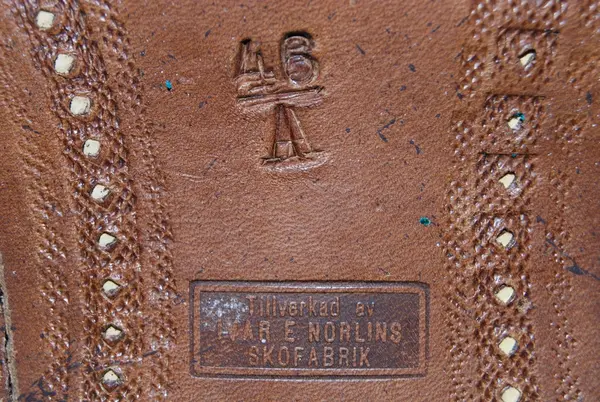 46
A
Tillverkad av
IVAR E NORLINS
SKOFABRIK